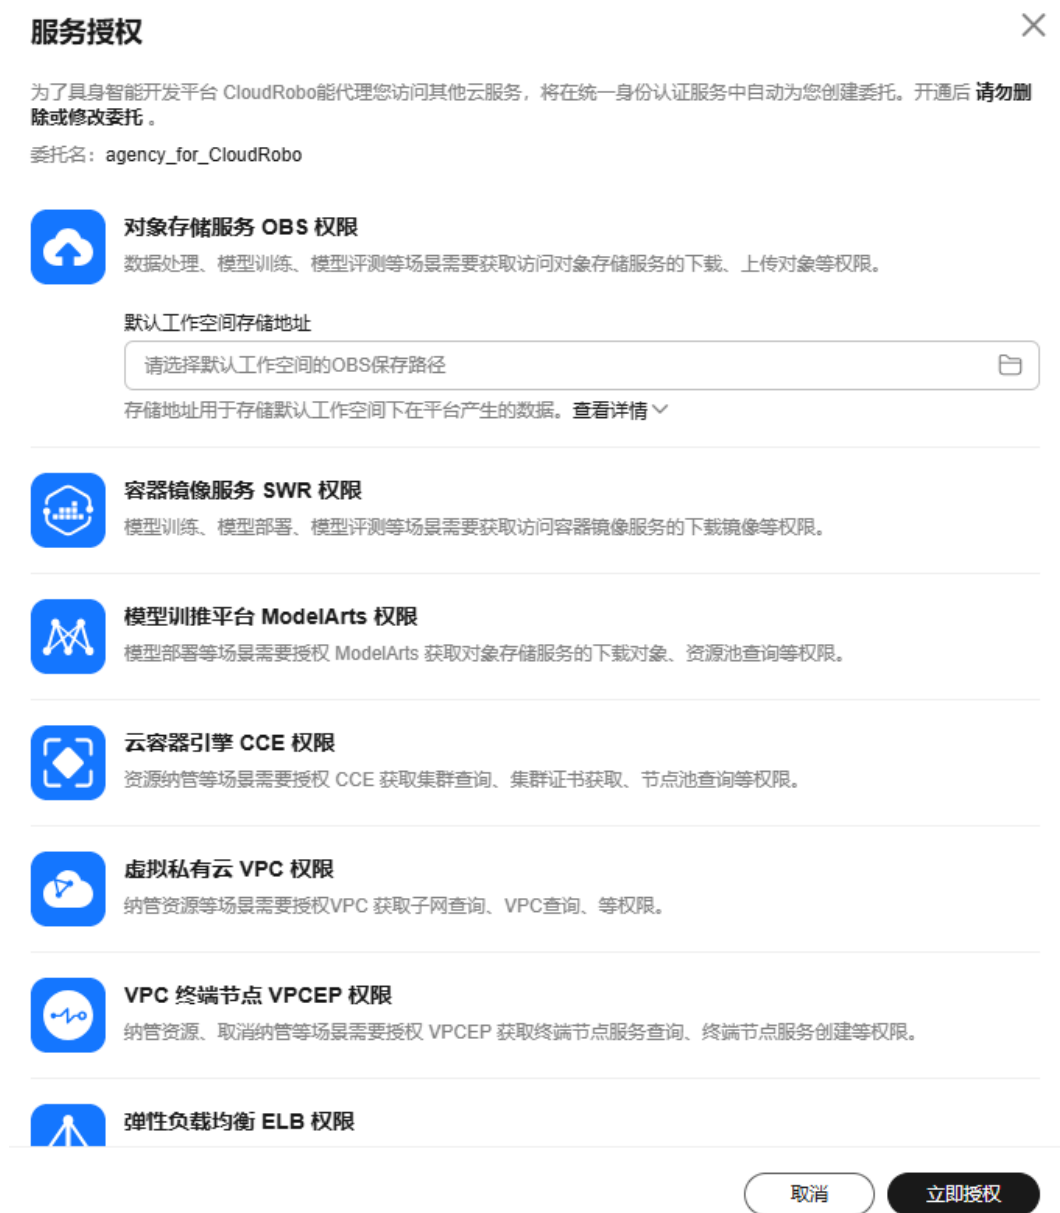 服务授权
为了具身智能开发平台 CloudRobo能代理您访问其他云服务，将在统一身份认证服务中自动为您创建委托。开通后 请勿删
除或修改委托 。
委托名： agency_for_CloudRobo
对象存储服务 OBS 权限
数据处理、模型训练、模型评测等场景需要获取访问对象存储服务的下载、上传对象等权限。
默认工作空间存储地址
请选择默认工作空间的OBS保存路径
存储地址用于存储默认工作空间下在平台产生的数据。查看详情
容器镜像服务 SWR 权限
模型训练、模型部署、模型评测等场景需要获取访问容器镜像服务的下载镜像等权限。
模型训推平台 ModelArts 权限
模型部署等场景需要授权 ModelArts 获取对象存储服务的下载对象、资源池查询等权限。
云容器引擎 CCE 权限
资源纳管等场景需要授权 CCE 获取集群查询、集群证书获取、节点池查询等权限。
虚拟私有云 VPC 权限
纳管资源等场景需要授权VPC 获取子网查询、VPC查询、等权限。
VPC 终端节点 VPCEP 权限
纳管资源、取消纳管等场景需要授权 VPCEP 获取终端节点服务查询、终端节点服务创建等权限。
弹性负载均衡 ELB 权限
取消
立即授权